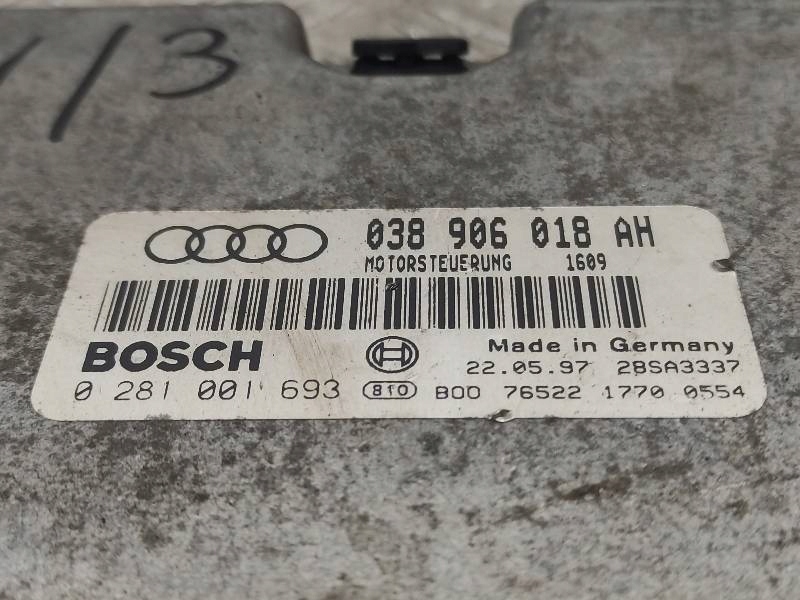 1/3
038 906 018 AH
MOTORSTEUERUNG 1609
BOSCH
Made in Germany
22.05.97 28SA3337
0 281 001 693 810 B00 76522 1770 0554